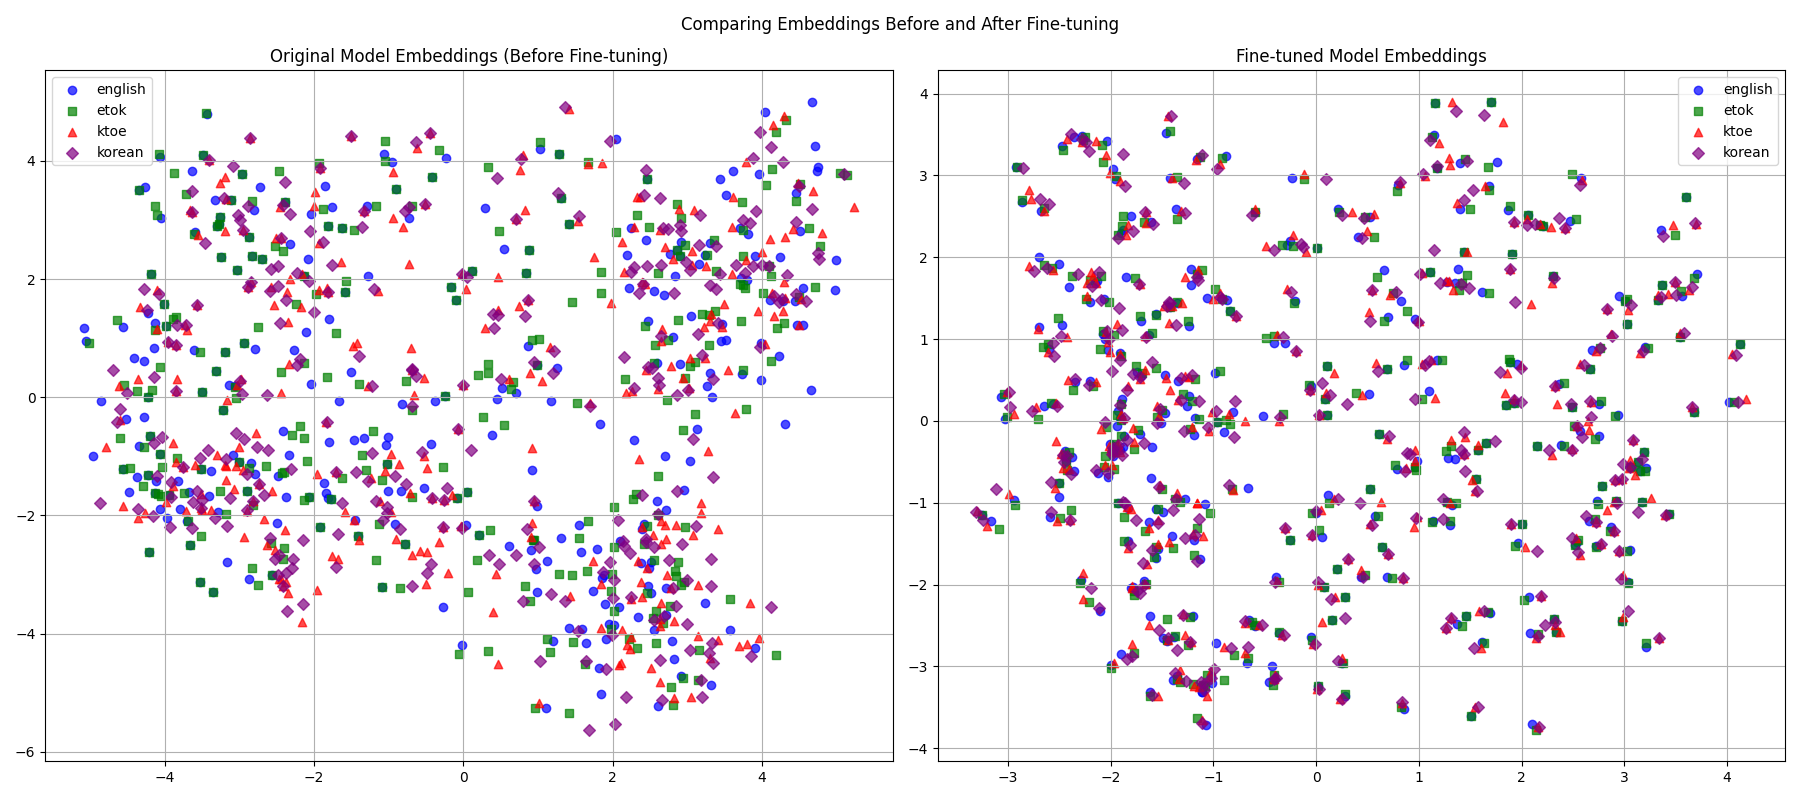 Comparing Embeddings Before and After Fine-tuning
Original Model Embeddings (Before Fine-tuning)
english
etok
ktoe
korean
4
2
0
−2
−4
−6
−4
−2
0
2
4
Fine-tuned Model Embeddings
english
etok
ktoe
korean
4
3
2
1
0
−1
−2
−3
−4
−3
−2
−1
0
1
2
3
4